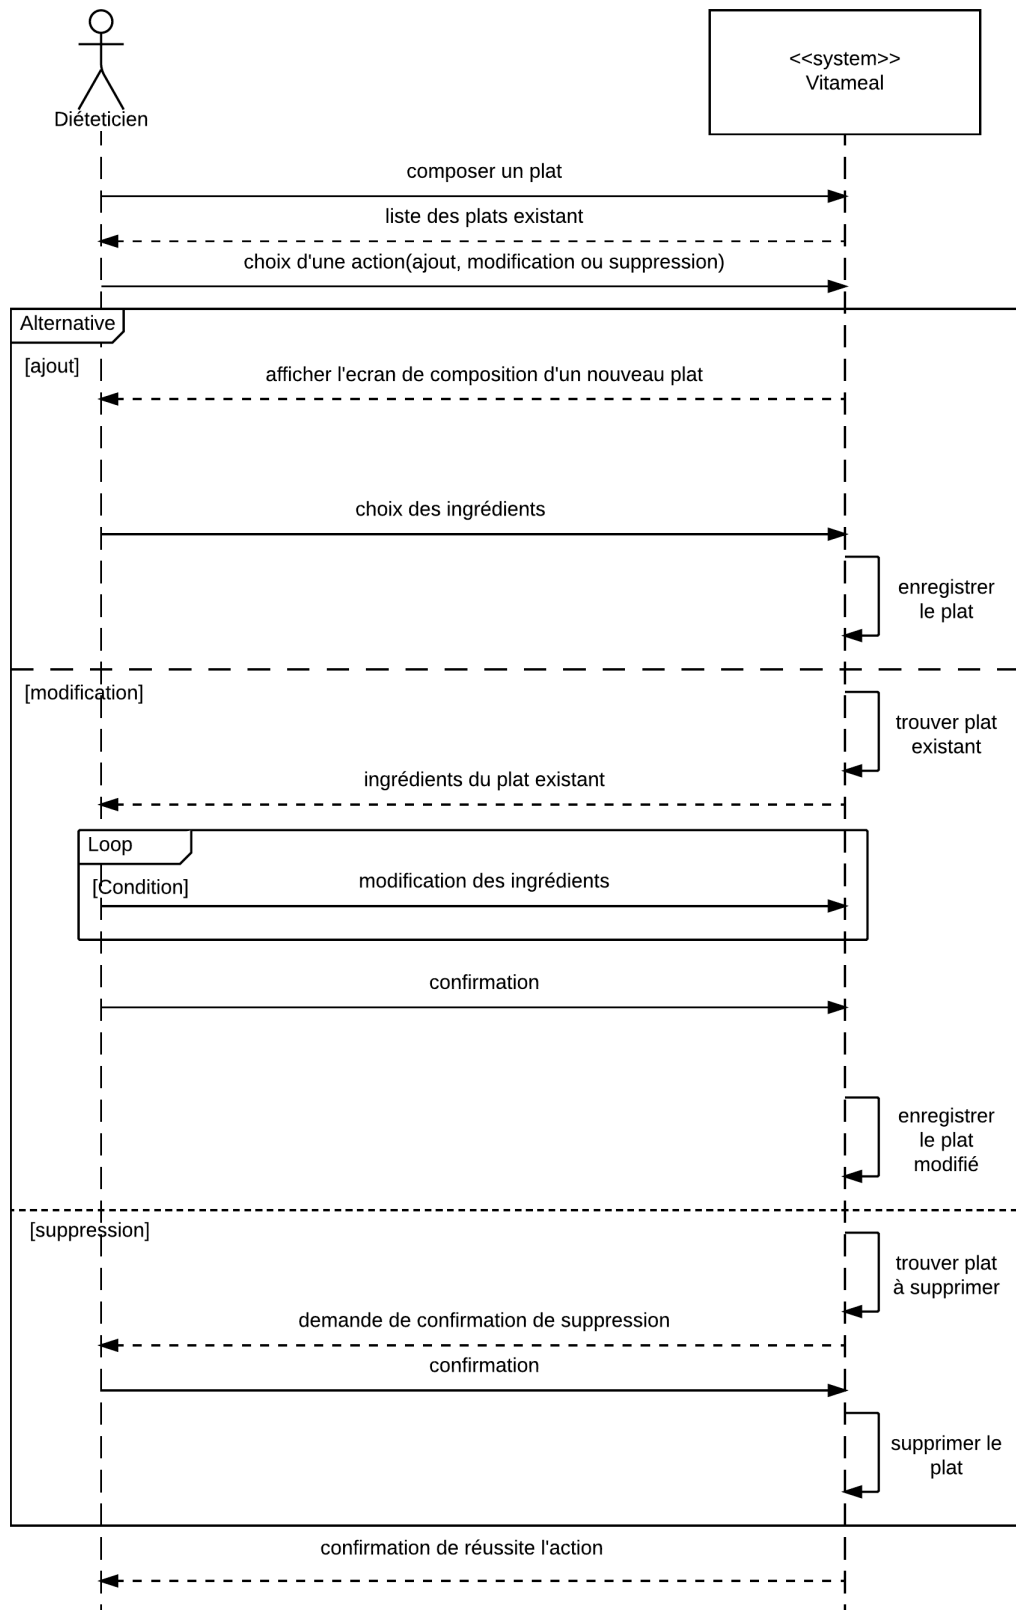 <<system>>
Vitameal
Diéteticien
composer un plat
liste des plats existant
choix d'une action(ajout, modification ou suppression)
Alternative
[ajout]
afficher l'ecran de composition d'un nouveau plat
choix des ingrédients
enregistrer
le plat
[modification]
trouver plat
existant
ingrédients du plat existant
Loop
[Condition]
modification des ingrédients
confirmation
enregistrer
le plat
modifié
[suppression]
trouver plat
à supprimer
demande de confirmation de suppression
confirmation
supprimer le
plat
confirmation de réussite l'action